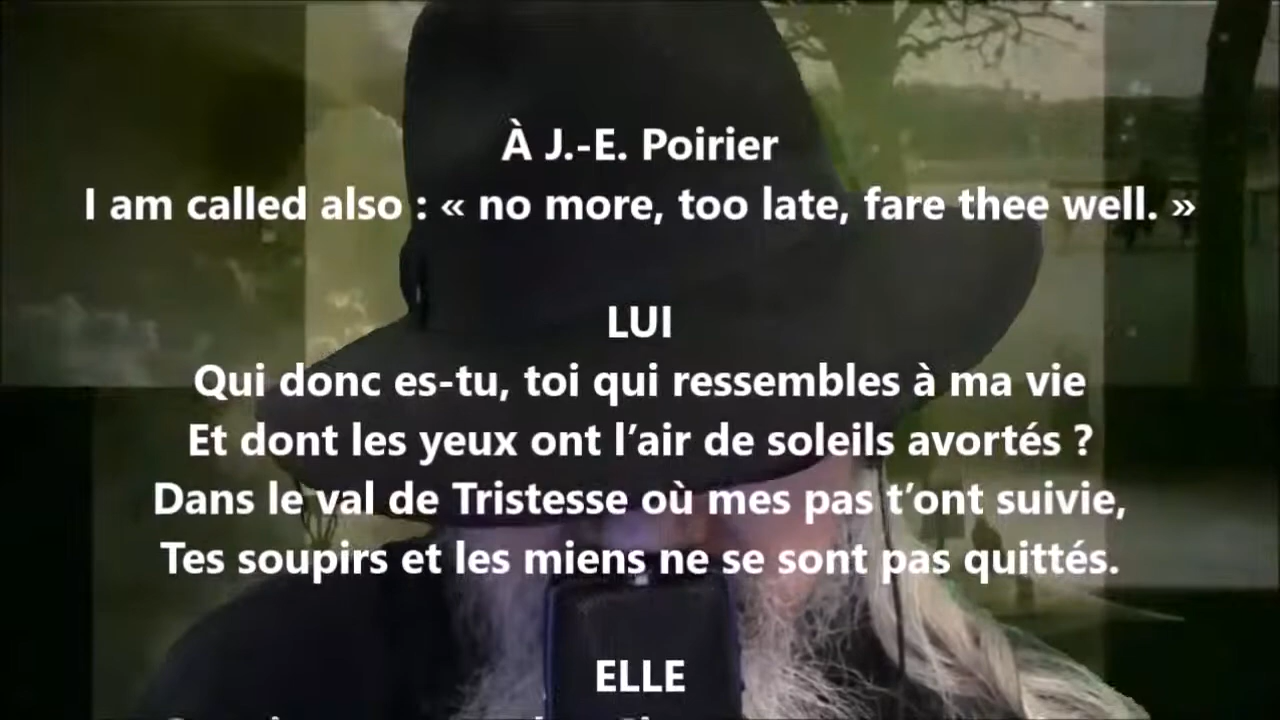 À J.-E. Poirier
I am called also : « no more, too late, fare thee well. »
LUI
Qui donc es-tu, toi qui ressembles à ma vie
Et dont les yeux ont l’air de soleils avortés ?
Dans le val de Tristesse où mes pas t’ont suivie,
Tes soupirs et les miens ne se sont pas quittés.
ELLE